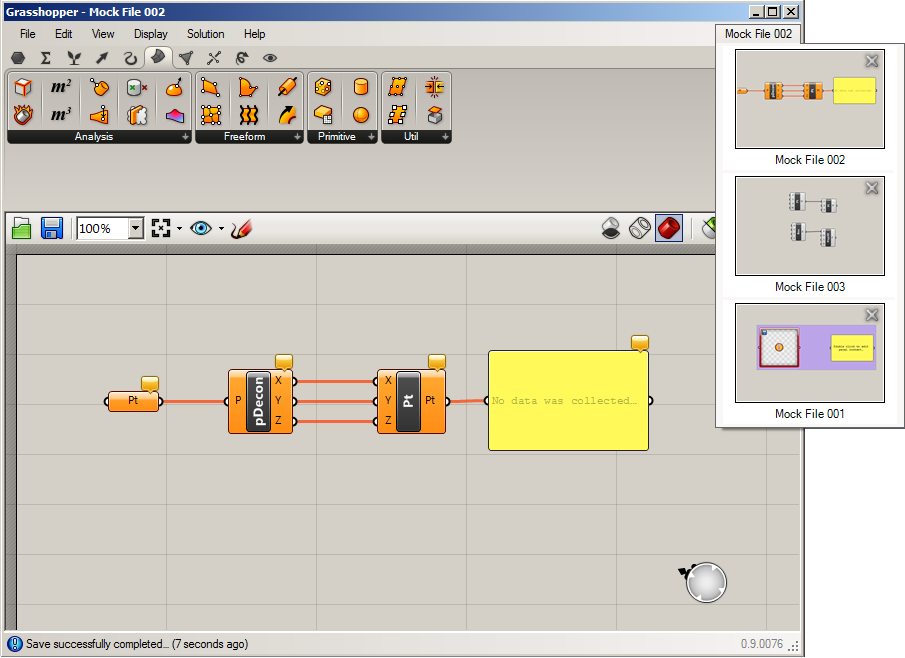 Grasshopper - Mock File 002
File Edit View Display Solution Help
Mock File 002
m²
m³
Analysis
Freeform
Primitive
Util
100%
Mock File 002
Mock File 003
Mock File 001
Pt
P pDecon X Y Z
X Y Z Pt Pt
No data was collected...
Save successfully completed... (7 seconds ago)
0.9.0076